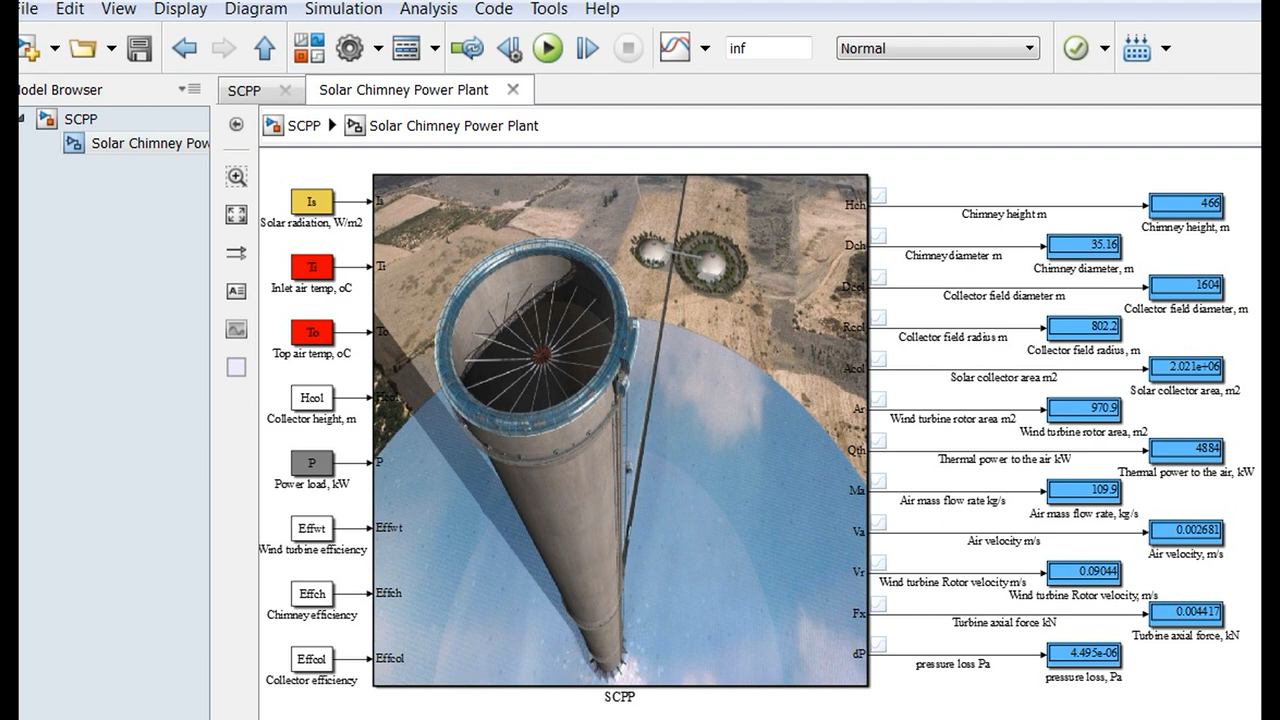 File Edit View Display Diagram Simulation Analysis Code Tools Help
inf Normal
Model Browser
SCPP Solar Chimney Power Plant
SCPP
Solar Chimney Pow
SCPP Solar Chimney Power Plant
Is
Solar radiation, W/m2
Ti
Inlet air temp, oC
To
Top air temp, oC
Hcol
Collector height, m
P
Power load, kW
Effwt
Wind turbine efficiency
Effch
Chimney efficiency
Effcol
Collector efficiency
Is
Ti
To
Hcol
P
Effwt
Effch
Effcol
SCPP
Hch
Chimney height m
466
Chimney height, m
Dch
Chimney diameter m
35.16
Chimney diameter, m
Dcol
Collector field diameter m
1604
Collector field diameter, m
Rcol
Collector field radius m
802.2
Collector field radius, m
Acol
Solar collector area m2
2.021e+06
Solar collector area, m2
Ar
Wind turbine rotor area m2
970.9
Wind turbine rotor area, m2
Qth
Thermal power to the air kW
4884
Thermal power to the air, kW
Ma
Air mass flow rate kg/s
109.9
Air mass flow rate, kg/s
Va
Air velocity m/s
0.002681
Air velocity, m/s
Vr
Wind turbine Rotor velocity m/s
0.09044
Wind turbine Rotor velocity, m/s
Fx
Turbine axial force kN
0.004417
Turbine axial force, kN
dP
pressure loss Pa
4.495e-06
pressure loss, Pa